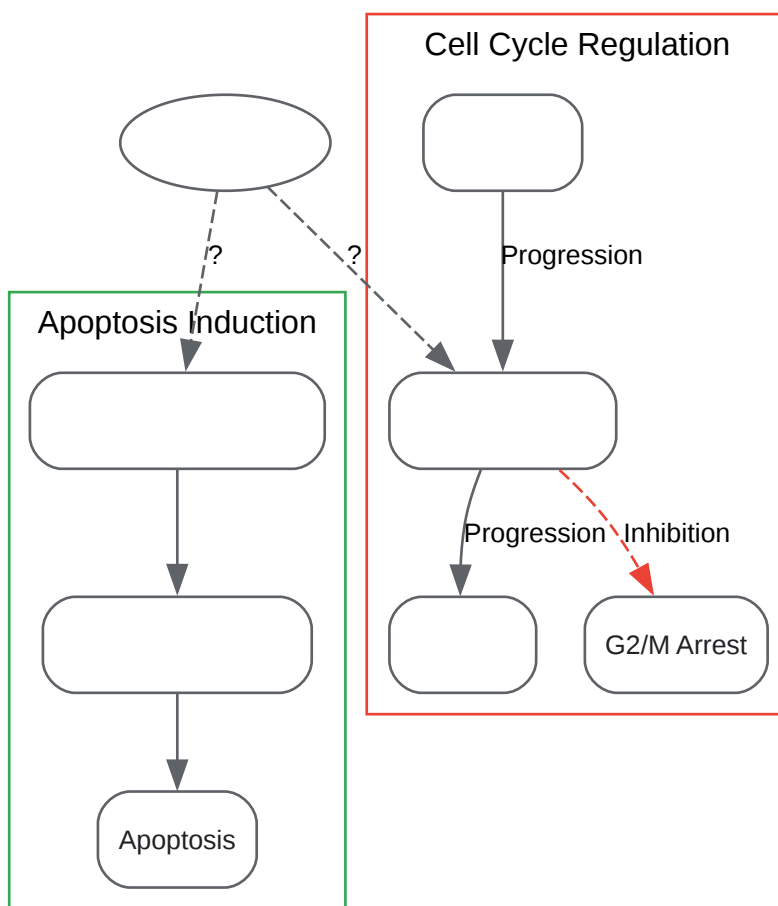 Cell Cycle Regulation
?
?
Progression
Apoptosis Induction
Progression
Inhibition
G2/M Arrest
Apoptosis